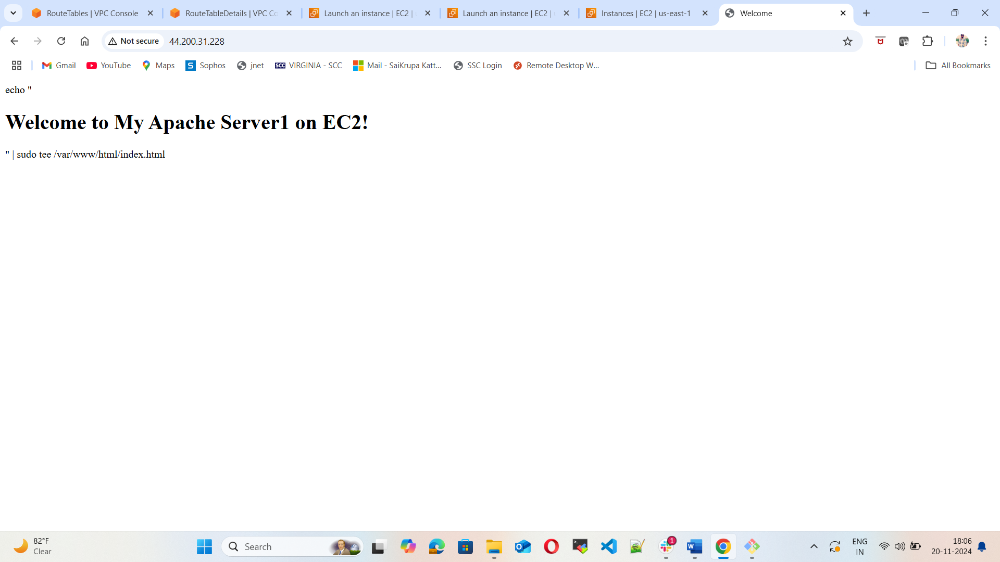 RouteTables | VPC Console
RouteTableDetails | VPC Co
Launch an instance | EC2 |
Launch an instance | EC2 |
Instances | EC2 | us-east-1
Welcome
Not secure
44.200.31.228
Gmail
YouTube
Maps
Sophos
jnet
SCC
VIRGINIA - SCC
Mail - SaiKrupa Katt...
SSC Login
Remote Desktop W...
All Bookmarks
echo "
Welcome to My Apache Server1 on EC2!
" | sudo tee /var/www/html/index.html
82°F
Clear
Search
1
ENG
IN
18:06
20-11-2024